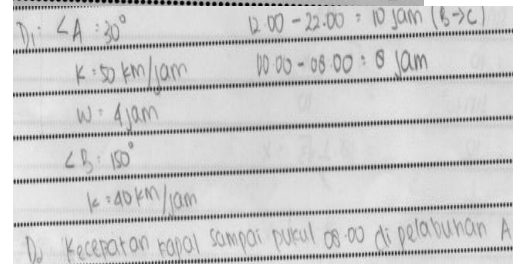 D1: ∠A : 30° 12.00 - 22.00 = 10 jam (B→C)
K : 50 km/jam 00.00 - 08.00 = 8 jam
W : 4 jam
∠B : 150°
k : 40 km/jam
D2 Kecepatan kapal sampai pukul 08.00 di pelabuhan A